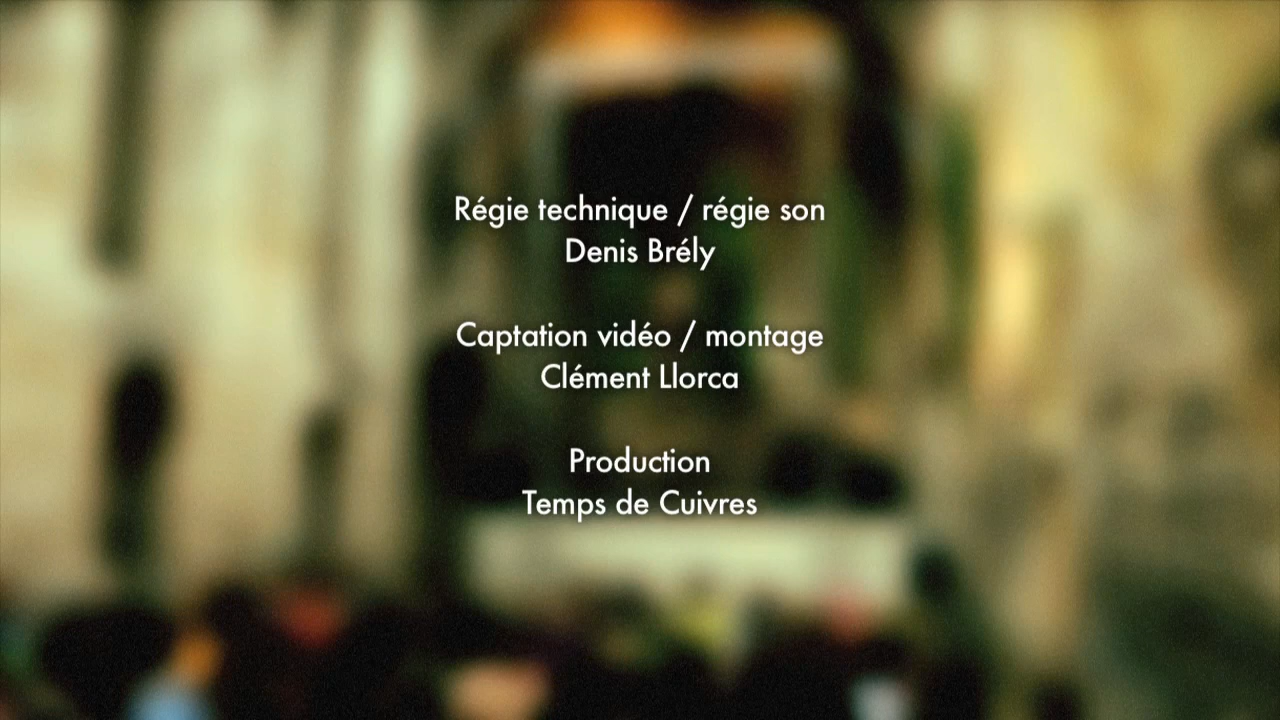 Régie technique / régie son
Denis Brély
Captation vidéo / montage
Clément Llorca
Production
Temps de Cuivres